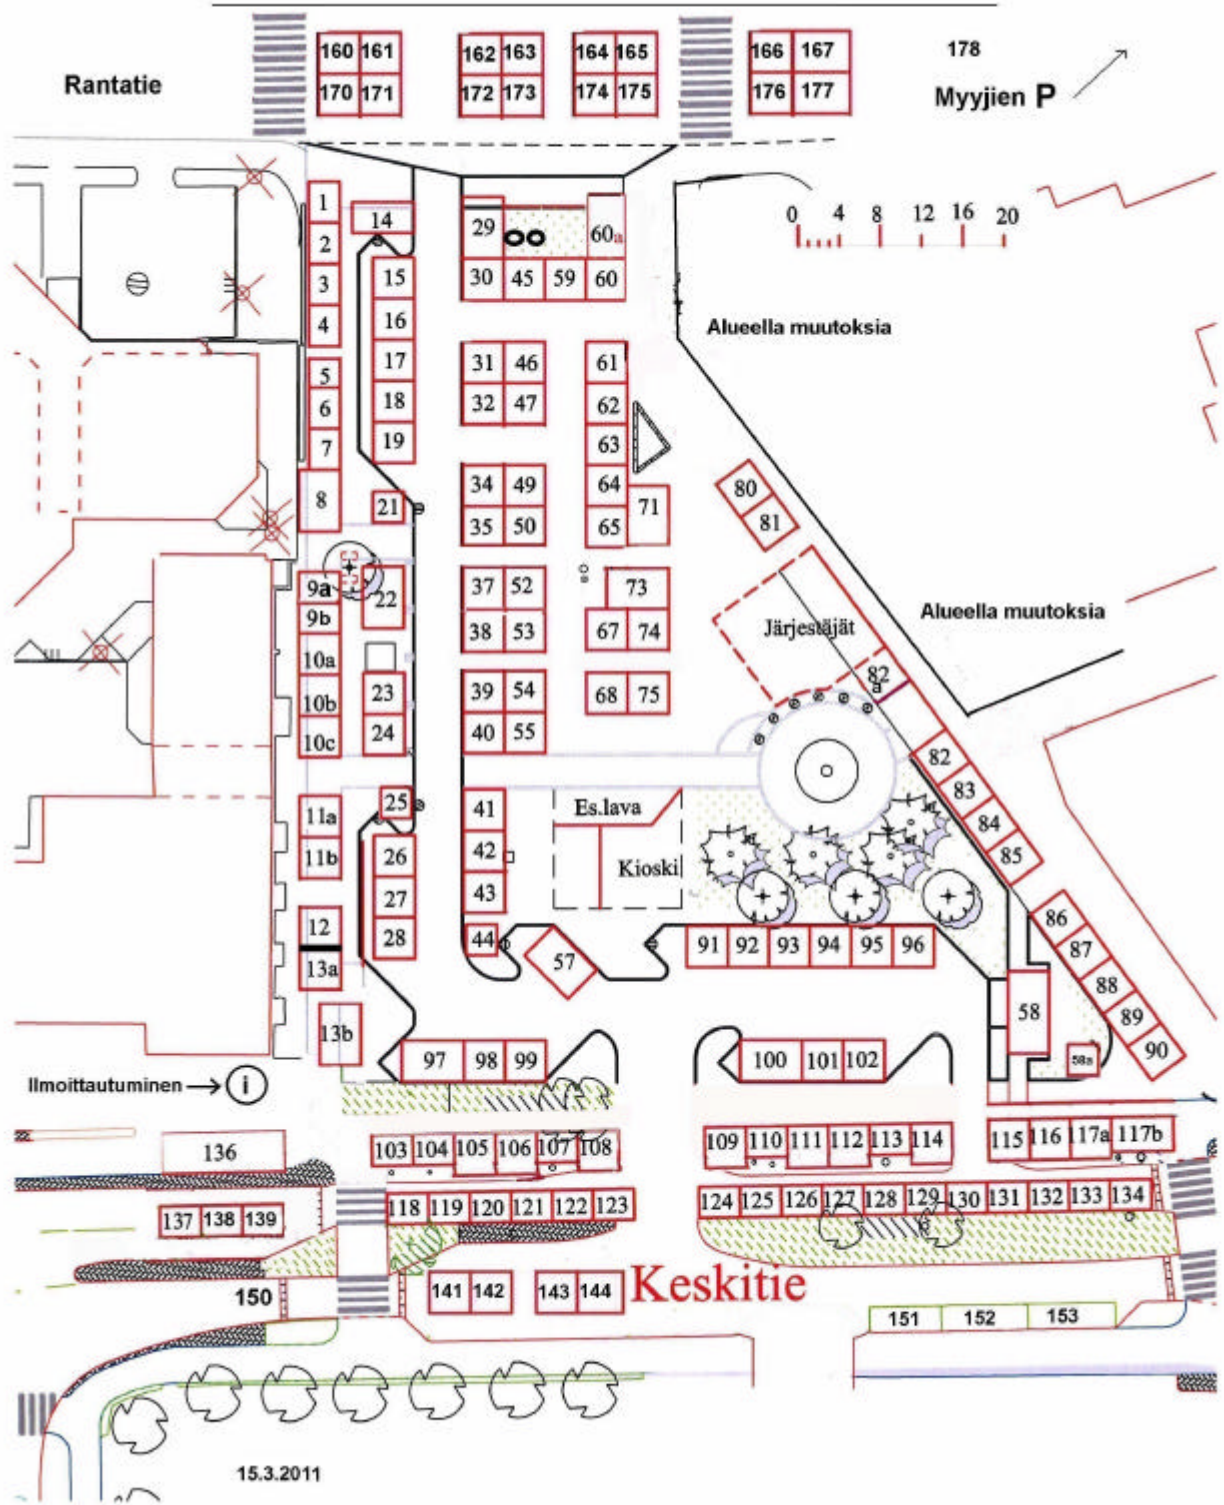 160 161 162 163 164 165 166 167 178
Rantatie
170 171 172 173 174 175 176 177 Myyjien P
1 14
2 29 60a
0 4 8 12 16 20
3 15 30 45 59 60
4 16
Alueella muutoksia
5 17 31 46 61
6 18 32 47 62
7 19 63
8 21 34 49 64 71 80
35 50 65 81
9a 22 37 52 73
9b 38 53 67 74
Järjestäjät
Alueella muutoksia
10a
10b 23 39 54 68 75 82a
10c 24 40 55 82
11a 25 41 Es.lava 83
84
11b 26 42 Kioski 85
27 43
12 28 44 57 91 92 93 94 95 96 86
87
13a 88
13b 58 89
97 98 99 100 101 102 58a 90
Ilmoittautuminen i
136 103 104 105 106 107 108 109 110 111 112 113 114 115 116 117a 117b
137 138 139 118 119 120 121 122 123 124 125 126 127 128 129 130 131 132 133 134
150 141 142 143 144 Keskitie
151 152 153
15.3.2011